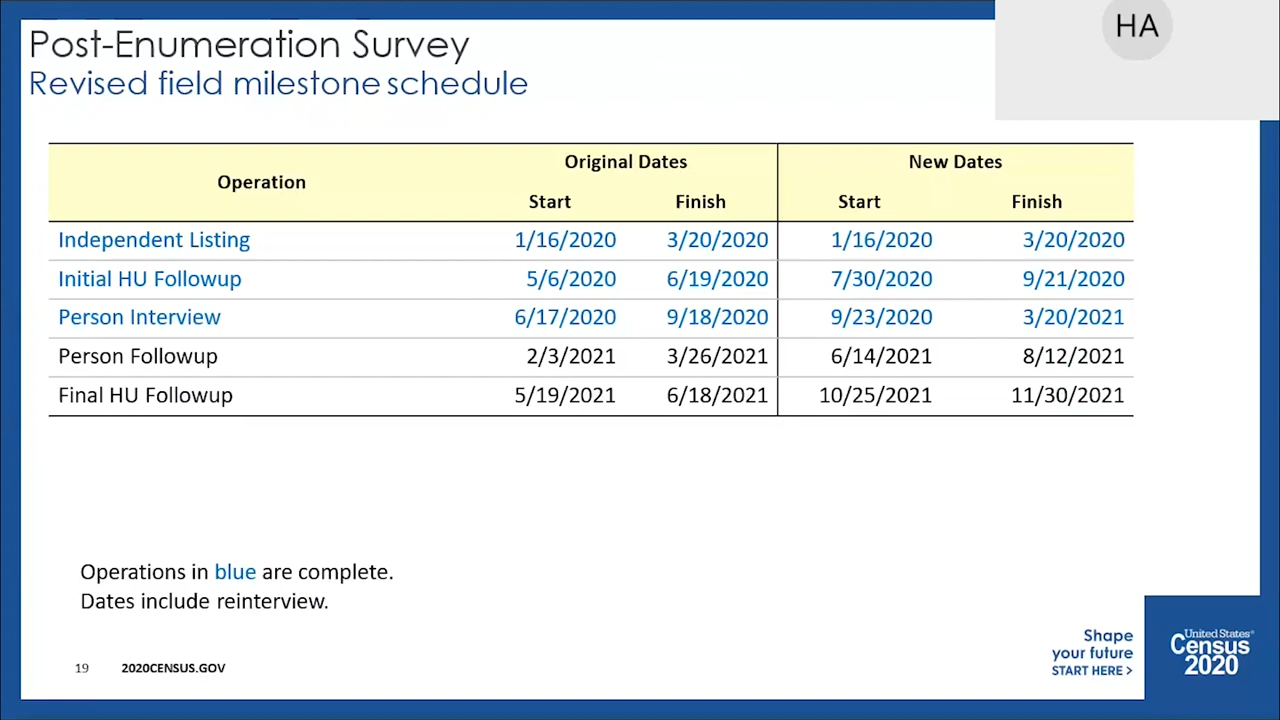 Post-Enumeration Survey
Revised field milestone schedule
HA
Operation Original Dates New Dates
Start Finish Start Finish
Independent Listing 1/16/2020 3/20/2020 1/16/2020 3/20/2020
Initial HU Followup 5/6/2020 6/19/2020 7/30/2020 9/21/2020
Person Interview 6/17/2020 9/18/2020 9/23/2020 3/20/2021
Person Followup 2/3/2021 3/26/2021 6/14/2021 8/12/2021
Final HU Followup 5/19/2021 6/18/2021 10/25/2021 11/30/2021
Operations in blue are complete.
Dates include reinterview.
19 2020CENSUS.GOV
Shape
your future
START HERE >
United States®
Census
2020